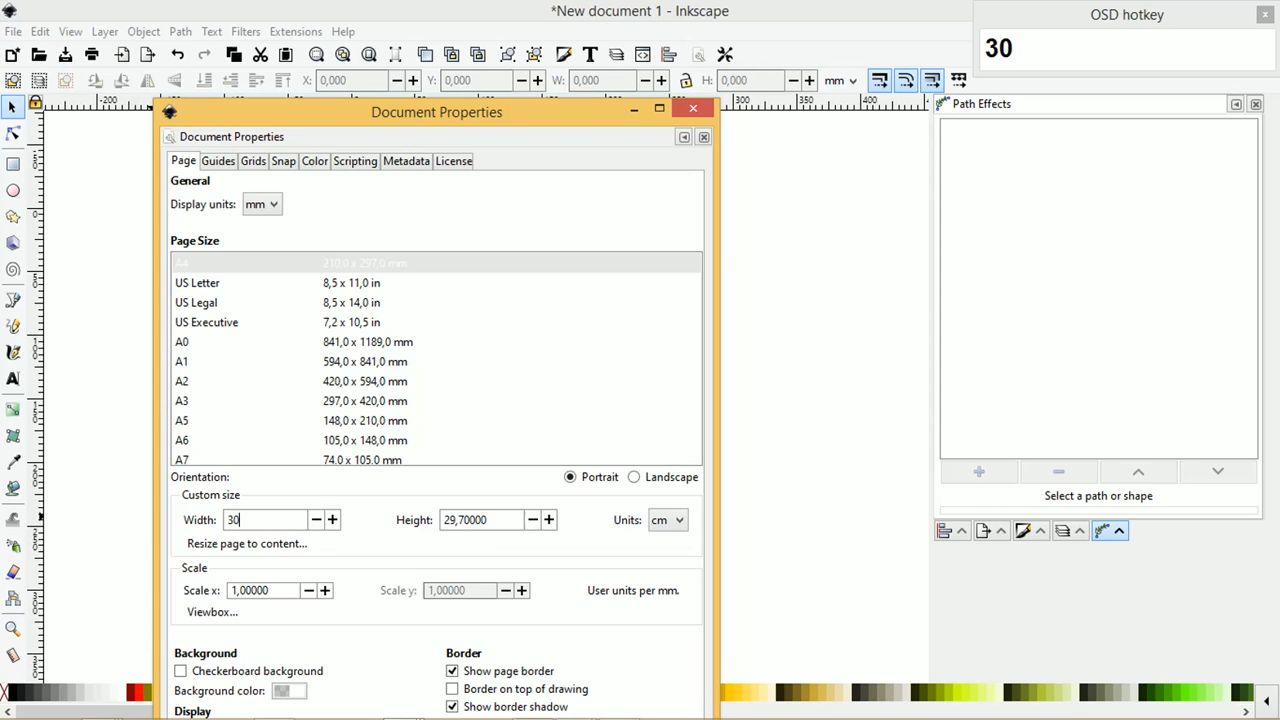 *New document 1 - Inkscape
OSD hotkey
30
File Edit View Layer Object Path Text Filters Extensions Help
X: 0,000 Y: 0,000 W: 0,000 H: 0,000 mm
-200 300 400
Path Effects
Document Properties
Document Properties
Page Guides Grids Snap Color Scripting Metadata License
General
Display units: mm
Page Size
A4 210,0 x 297,0 mm
US Letter 8,5 x 11,0 in
US Legal 8,5 x 14,0 in
US Executive 7,2 x 10,5 in
A0 841,0 x 1189,0 mm
A1 594,0 x 841,0 mm
A2 420,0 x 594,0 mm
A3 297,0 x 420,0 mm
A5 148,0 x 210,0 mm
A6 105,0 x 148,0 mm
A7 74,0 x 105,0 mm
Orientation: Portrait Landscape
Custom size
Width: 30 Height: 29,70000 Units: cm
Resize page to content...
Scale
Scale x: 1,00000 Scale y: 1,00000 User units per mm.
Viewbox...
Background Border
Checkerboard background Show page border
Background color: Border on top of drawing
Display Show border shadow
Select a path or shape